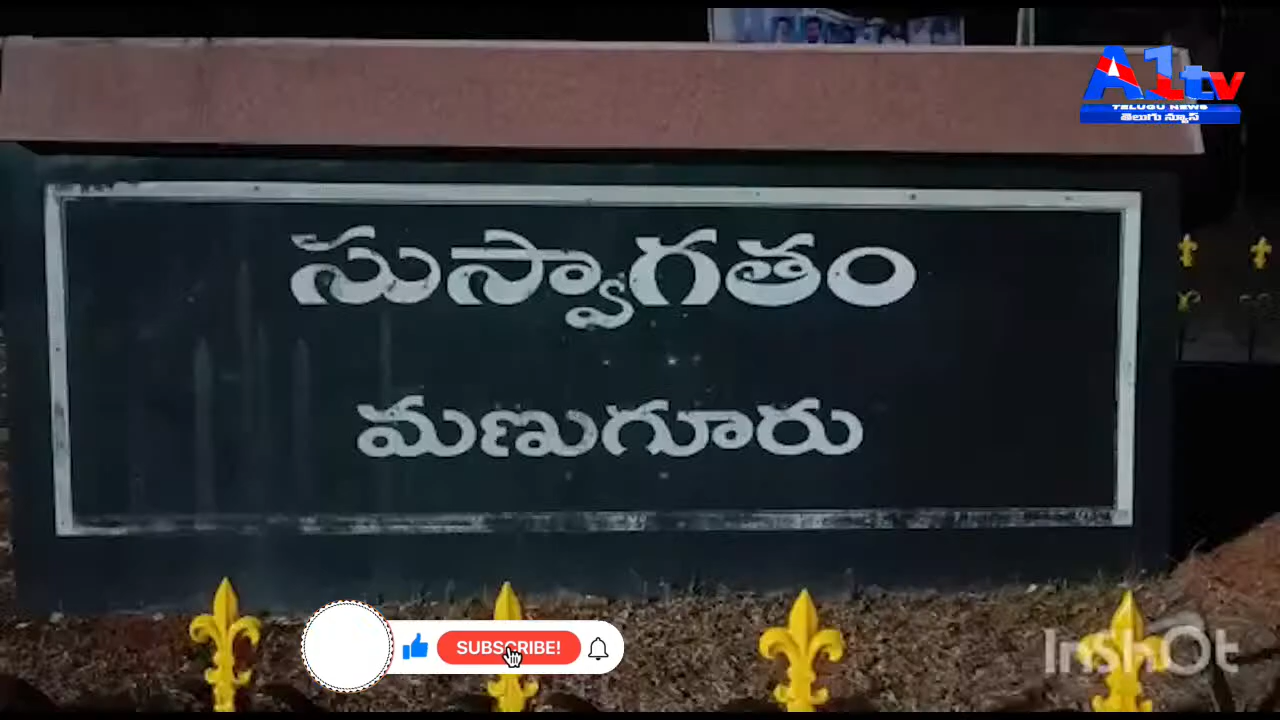 A1tv
TELUGU NEWS
తెలుగు న్యూస్
సుస్వాగతం
మణుగూరు
SUBSCRIBE!
InShOt